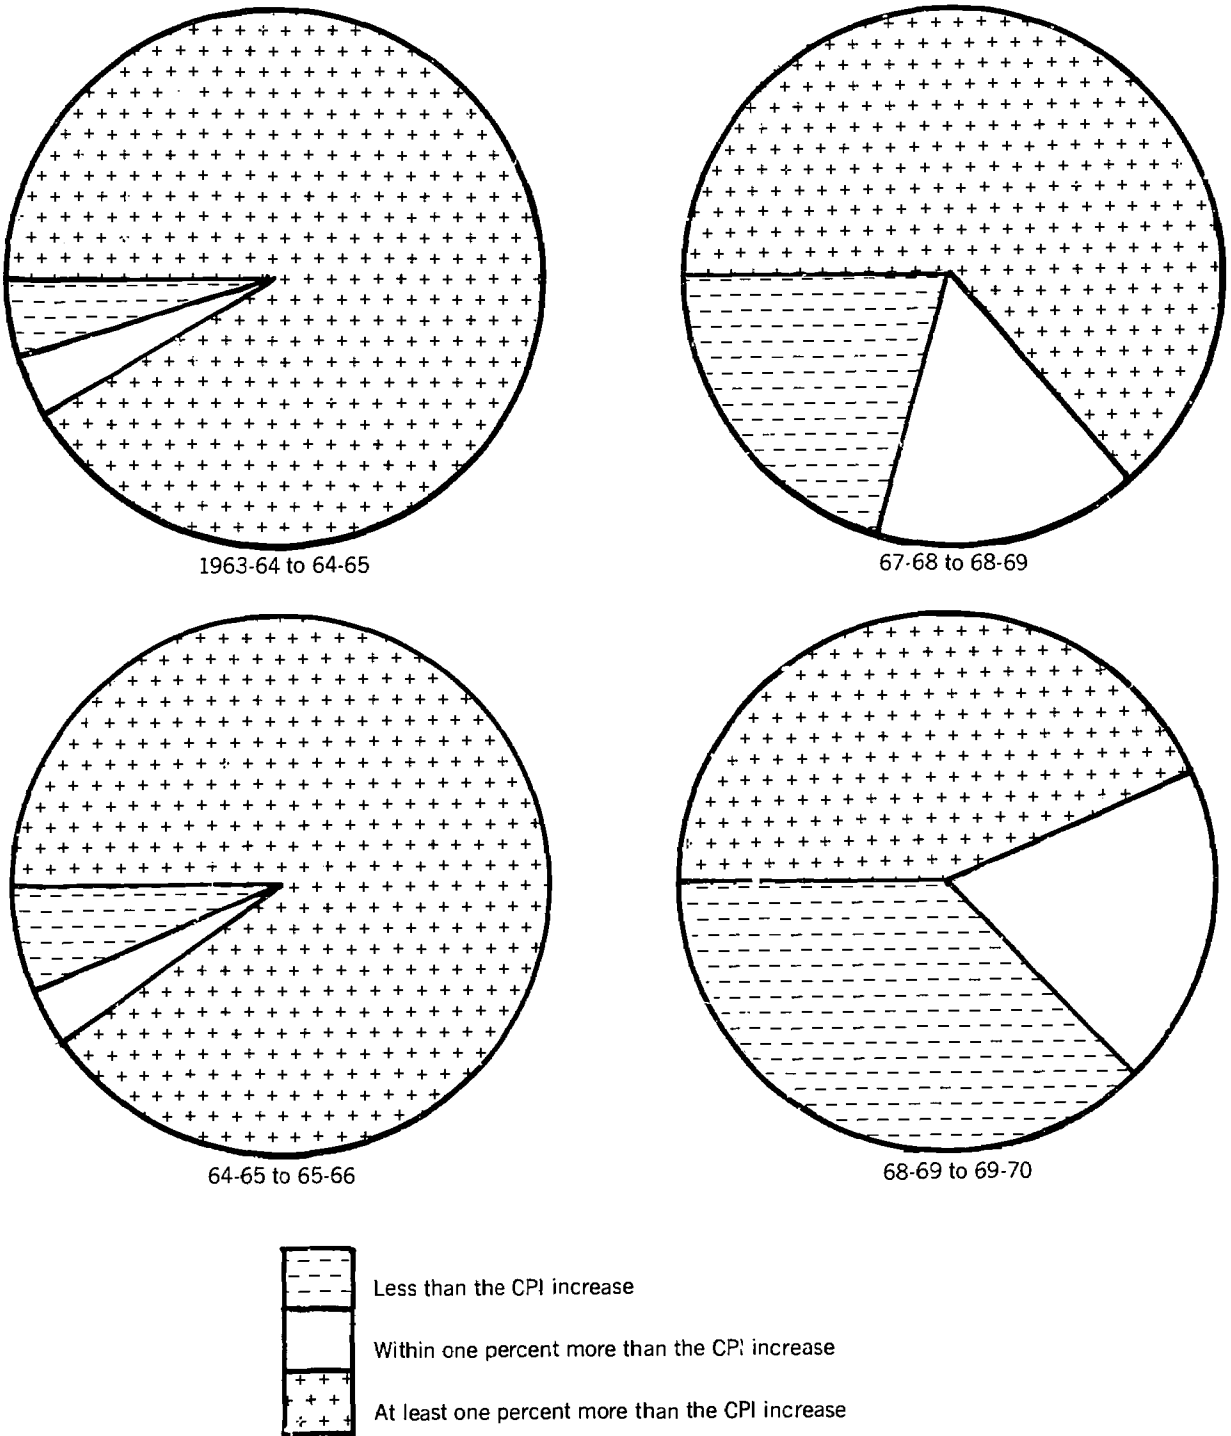 1963-64 to 64-65
67-68 to 68-69
64-65 to 65-66
68-69 to 69-70
Less than the CPI increase
Within one percent more than the CPI increase
At least one percent more than the CPI increase